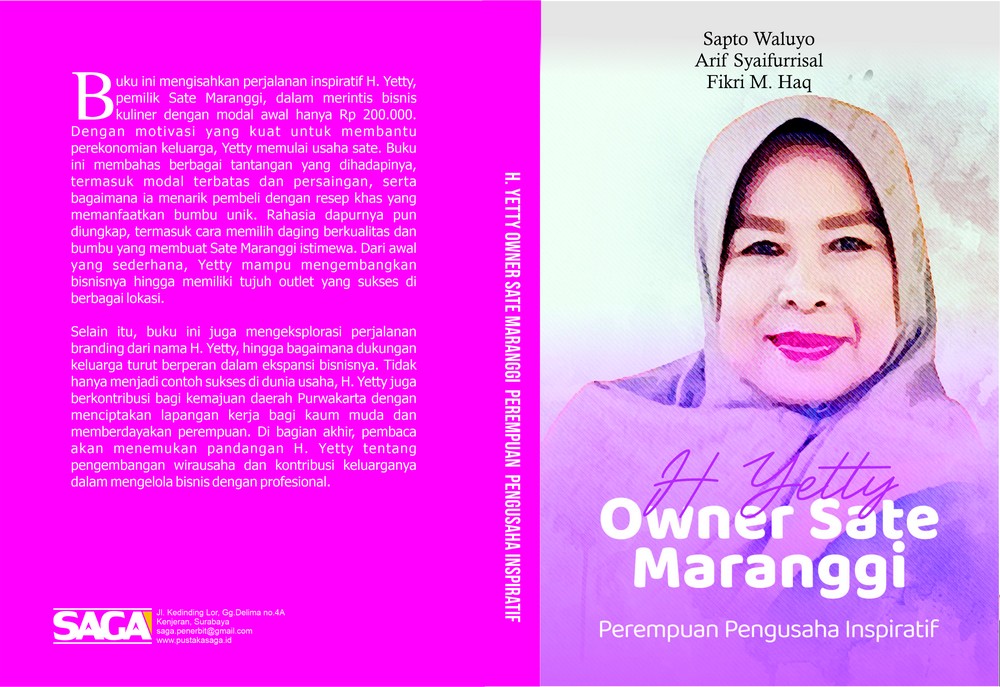 Buku ini mengisahkan perjalanan inspiratif H. Yetty,
pemilik Sate Maranggi, dalam merintis bisnis
kuliner dengan modal awal hanya Rp 200.000.
Dengan motivasi yang kuat untuk membantu
perekonomian keluarga, Yetty memulai usaha sate. Buku
ini membahas berbagai tantangan yang dihadapinya,
termasuk modal terbatas dan persaingan, serta
bagaimana ia menarik pembeli dengan resep khas yang
memanfaatkan bumbu unik. Rahasia dapurnya pun
diungkap, termasuk cara memilih daging berkualitas dan
bumbu yang membuat Sate Maranggi istimewa. Dari awal
yang sederhana, Yetty mampu mengembangkan
bisnisnya hingga memiliki tujuh outlet yang sukses di
berbagai lokasi.
Selain itu, buku ini juga mengeksplorasi perjalanan
branding dari nama H. Yetty, hingga bagaimana dukungan
keluarga turut berperan dalam ekspansi bisnisnya. Tidak
hanya menjadi contoh sukses di dunia usaha, H. Yetty juga
berkontribusi bagi kemajuan daerah Purwakarta dengan
menciptakan lapangan kerja bagi kaum muda dan
memberdayakan perempuan. Di bagian akhir, pembaca
akan menemukan pandangan H. Yetty tentang
pengembangan wirausaha dan kontribusi keluarganya
dalam mengelola bisnis dengan profesional.
SAGA
Jl. Kedinding Lor, Gg.Delima no.4A
Kenjeran, Surabaya
saga.penerbit@gmail.com
www.pustakasaga.id
H. YETTY OWNER SATE MARANGGI PEREMPUAN PENGUSAHA INSPIRATIF
Sapto Waluyo
Arif Syaifurrisal
Fikri M. Haq
H Yetty
Owner Sate
Maranggi
Perempuan Pengusaha Inspiratif